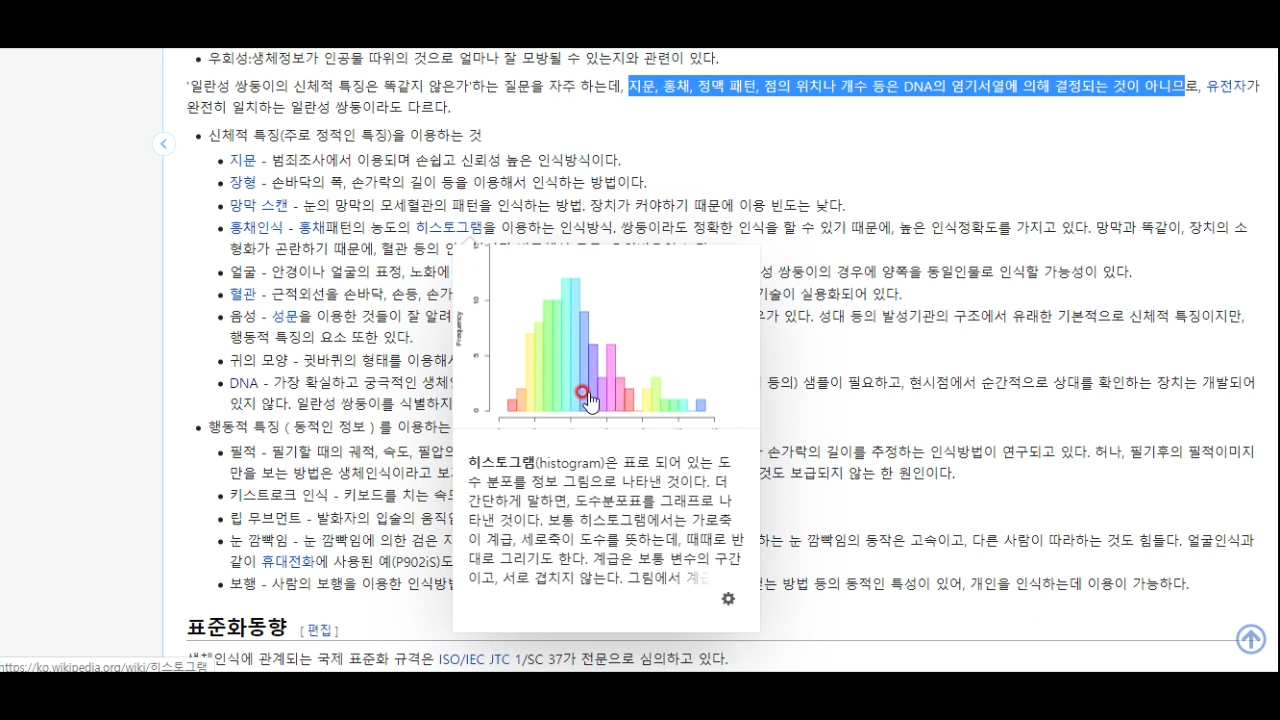 우회성:생체정보가 인공물 따위의 것으로 얼마나 잘 모방될 수 있는지와 관련이 있다.
'일란성 쌍둥이의 신체적 특징은 똑같지 않은가'하는 질문을 자주 하는데, 지문, 홍채, 정맥 패턴, 점의 위치나 개수 등은 DNA의 염기서열에 의해 결정되는 것이 아니므로, 유전자가
완전히 일치하는 일란성 쌍둥이라도 다르다.
신체적 특징(주로 정적인 특징)을 이용하는 것
지문 - 범죄조사에서 이용되며 손쉽고 신뢰성 높은 인식방식이다.
장형 - 손바닥의 폭, 손가락의 길이 등을 이용해서 인식하는 방법이다.
망막 스캔 - 눈의 망막의 모세혈관의 패턴을 인식하는 방법. 장치가 커야하기 때문에 이용 빈도는 낮다.
홍채인식 - 홍채패턴의 농도의 히스토그램을 이용하는 인식방식. 쌍둥이라도 정확한 인식을 할 수 있기 때문에, 높은 인식정확도를 가지고 있다. 망막과 똑같이, 장치의 소
형화가 곤란하기 때문에, 혈관 등의 인
얼굴 - 안경이나 얼굴의 표정, 노화에 성 쌍둥이의 경우에 양쪽을 동일인물로 인식할 가능성이 있다.
혈관 - 근적외선을 손바닥, 손등, 손가 기술이 실용화되어 있다.
음성 - 성문을 이용한 것들이 잘 알려 우가 있다. 성대 등의 발성기관의 구조에서 유래한 기본적으로 신체적 특징이지만,
행동적 특징의 요소 또한 있다.
귀의 모양 - 귓바퀴의 형태를 이용해서
DNA - 가장 확실하고 궁극적인 생체인 등의) 샘플이 필요하고, 현시점에서 순간적으로 상대를 확인하는 장치는 개발되어
있지 않다. 일란성 쌍둥이를 식별하지
행동적 특징 ( 동적인 정보 ) 를 이용하는
필적 - 필기할 때의 궤적, 속도, 필압의 손가락의 길이를 추정하는 인식방법이 연구되고 있다. 허나, 필기후의 필적이미지
만을 보는 방법은 생체인식이라고 보 것도 보급되지 않는 한 원인이다.
키스트로크 인식 - 키보드를 치는 속도
립 무브먼트 - 발화자의 입술의 움직임
눈 깜빡임 - 눈 깜빡임에 의한 검은 자 하는 눈 깜빡임의 동작은 고속이고, 다른 사람이 따라하는 것도 힘들다. 얼굴인식과
같이 휴대전화에 사용된 예(P902iS)도
보행 - 사람의 보행을 이용한 인식방법 는 방법 등의 동적인 특성이 있어, 개인을 인식하는데 이용이 가능하다.
Frequency
0
5
10
히스토그램(histogram)은 표로 되어 있는 도
수 분포를 정보 그림으로 나타낸 것이다. 더
간단하게 말하면, 도수분포표를 그래프로 나
타낸 것이다. 보통 히스토그램에서는 가로축
이 계급, 세로축이 도수를 뜻하는데, 때때로 반
대로 그리기도 한다. 계급은 보통 변수의 구간
이고, 서로 겹치지 않는다. 그림에서 계급
표준화동향 [ 편집 ]
생체인식에 관계되는 국제 표준화 규격은 ISO/IEC JTC 1/SC 37가 전문으로 심의하고 있다.
https://ko.wikipedia.org/wiki/히스토그램